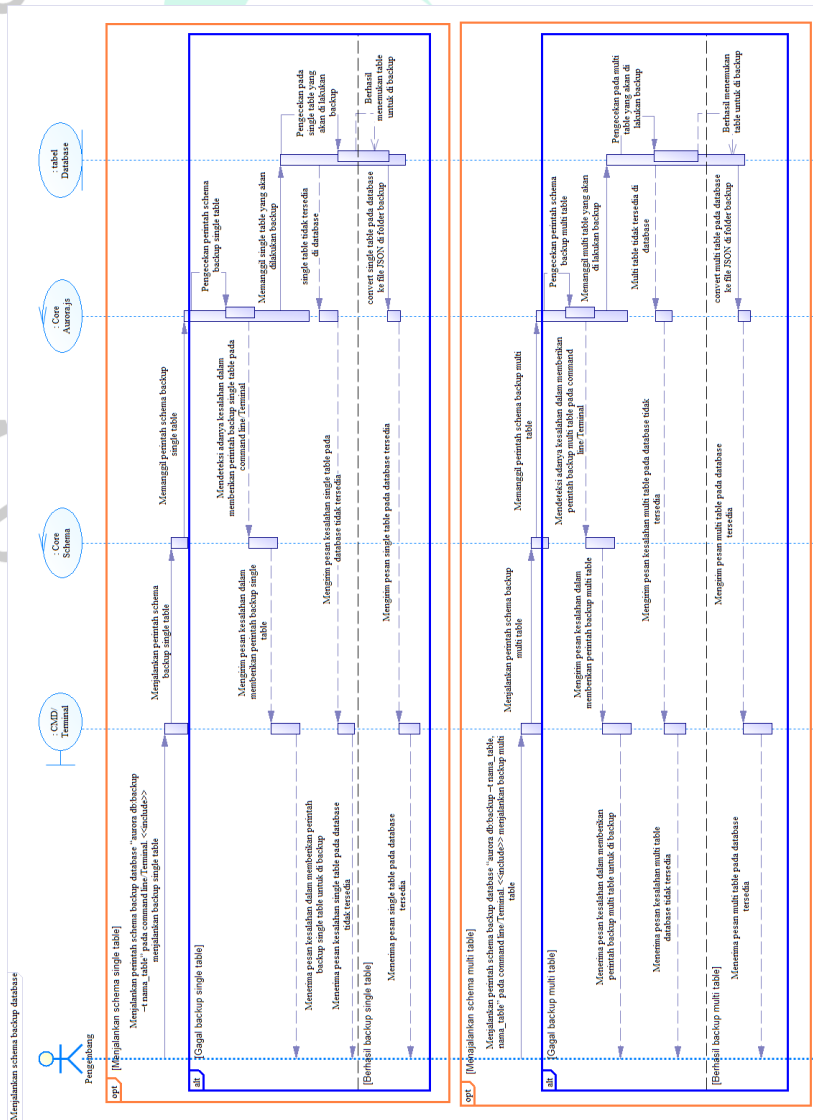 Menjalankan schema backup database
Pengembang
: CMD/
Terminal
: Core
Schema
: Core
Aurora.js
: tabel
Database
opt
[Menjalankan schema single table]
Menjalankan perintah schema backup database "aurora db:backup
–t nama_table" pada command line/Terminal. <<include>>
menjalankan backup single table
Menjalankan perintah schema
backup single table
Memanggil perintah schema backup
single table
alt
[Gagal backup single table]
Pengecekan perintah schema
backup single table
Mendeteksi adanya kesalahan dalam
memberikan perintah backup single table pada
command line/Terminal
Mengirim pesan kesalahan dalam
memberikan perintah backup single
table
Menerima pesan kesalahan dalam memberikan perintah
backup single table untuk di backup
Memanggil single table yang akan
dilakukan backup
Pengecekan pada
single table yang
akan di lakukan
backup
single table tidak tersedia
di database
Mengirim pesan kesalahan single table pada
database tidak tersedia
Menerima pesan kesalahan single table pada database
tidak tersedia
[Berhasil backup single table]
Berhasil
menemukan table
untuk di backup
convert single table pada database
ke file JSON di folder backup
Mengirim pesan single table pada database tersedia
Menerima pesan single table pada database
tersedia
opt
[Menajalankan schema multi table]
Menjalankan perintah schema backup database "aurora db:backup –t nama_table,
nama_table" pada command line/Terminal. <<include>> menjalankan backup multi
table
Menjalankan perintah schema backup
multi table
Memanggil perintah schema backup multi
table
alt
[Gagal backup multi table]
Pengecekan perintah schema
backup multi table
Mendeteksi adanya kesalahan dalam memberikan
perintah backup multi table pada command
line/Terminal
Mengirim pesan kesalahan dalam
memberikan perintah backup multi table
Menerima pesan kesalahan dalam memberikan
perintah backup multi table untuk di backup
Memanggil multi table yang akan
di lakukan backup
Pengecekan pada multi
table yang akan di
lakukan backup
Multi table tidak tersedia di
database
Mengirim pesan kesalahan multi table pada database tidak
tersedia
Menerima pesan kesalahan multi table
database tidak tersedia
[Berhasil backup multi table]
Berhasil menemukan
table untuk di backup
convert multi table pada database
ke file JSON di folder backup
Mengirim pesan multi table pada database
tersedia
Menerima pesan multi table pada database
tersedia